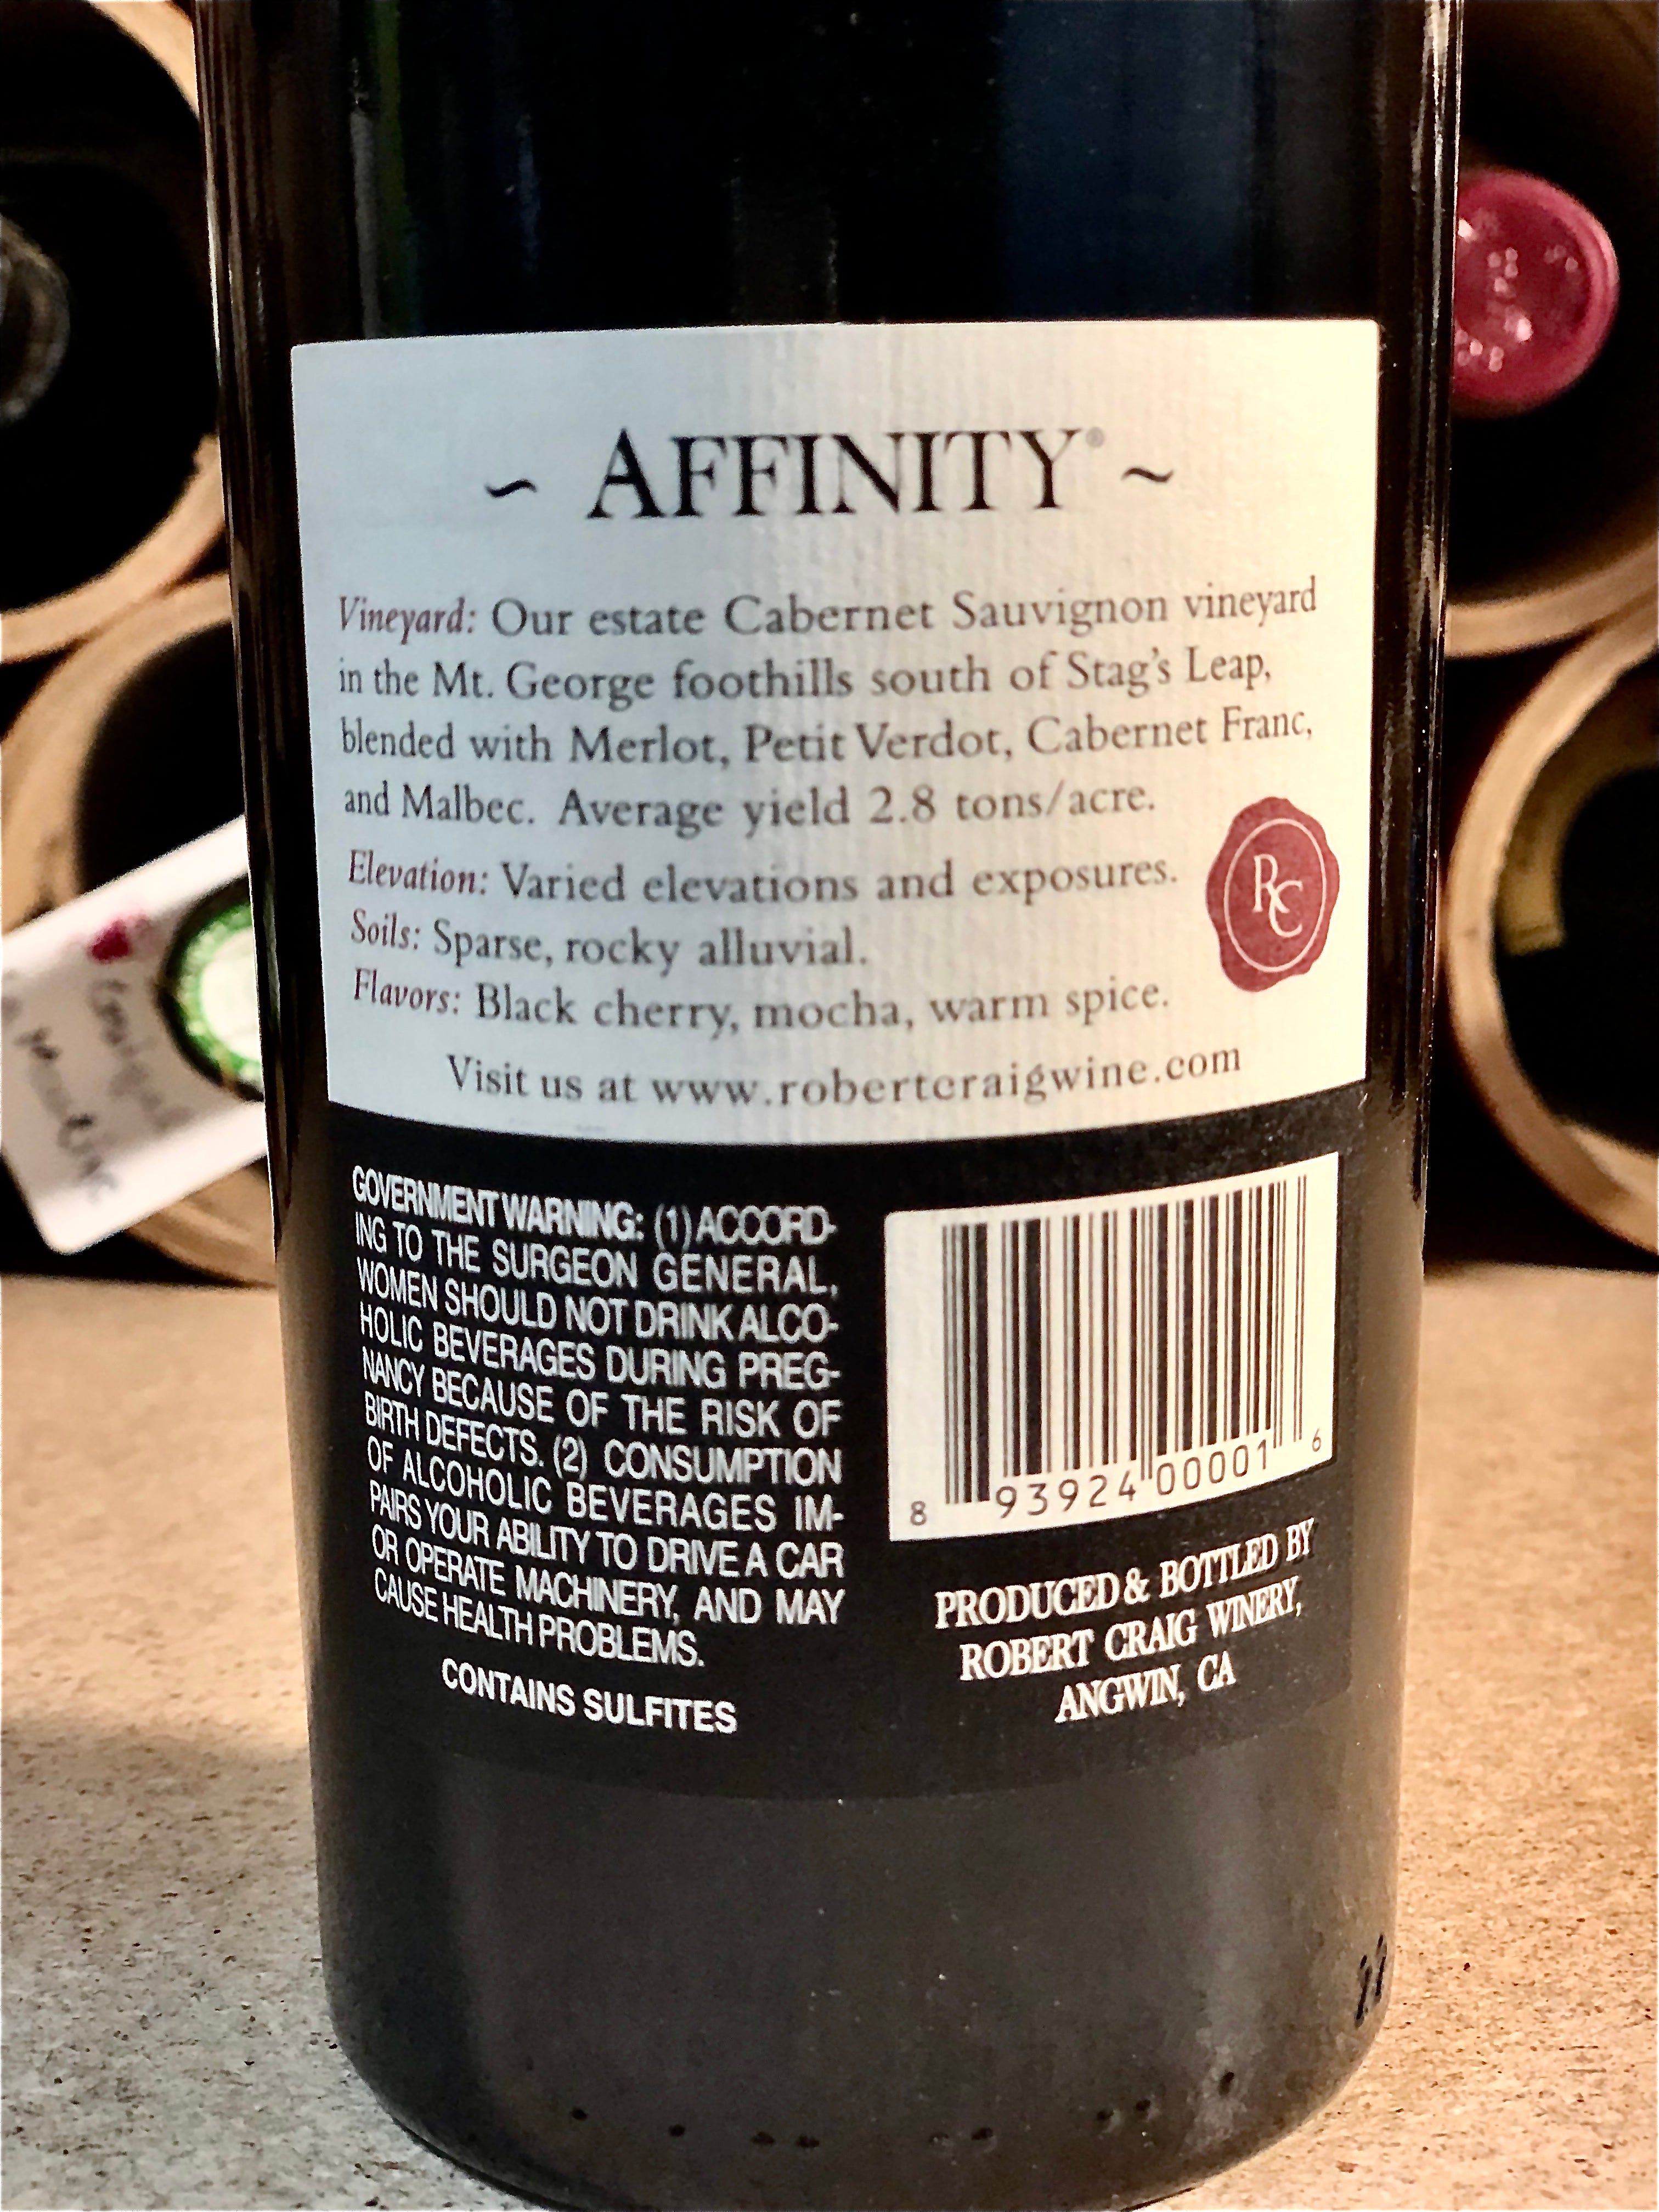 ~ AFFINITY® ~
Vineyard: Our estate Cabernet Sauvignon vineyard
in the Mt. George foothills south of Stag's Leap,
blended with Merlot, Petit Verdot, Cabernet Franc,
and Malbec. Average yield 2.8 tons/acre.
Elevation: Varied elevations and exposures.
Soils: Sparse, rocky alluvial.
Flavors: Black cherry, mocha, warm spice.
RC
Visit us at www.robertcraigwine.com
GOVERNMENT WARNING: (1) ACCORD-
ING TO THE SURGEON GENERAL,
WOMEN SHOULD NOT DRINK ALCO-
HOLIC BEVERAGES DURING PREG-
NANCY BECAUSE OF THE RISK OF
BIRTH DEFECTS. (2) CONSUMPTION
OF ALCOHOLIC BEVERAGES IM-
PAIRS YOUR ABILITY TO DRIVE A CAR
OR OPERATE MACHINERY, AND MAY
CAUSE HEALTH PROBLEMS.
CONTAINS SULFITES
8 93924 00001 6
PRODUCED & BOTTLED BY
ROBERT CRAIG WINERY,
ANGWIN, CA